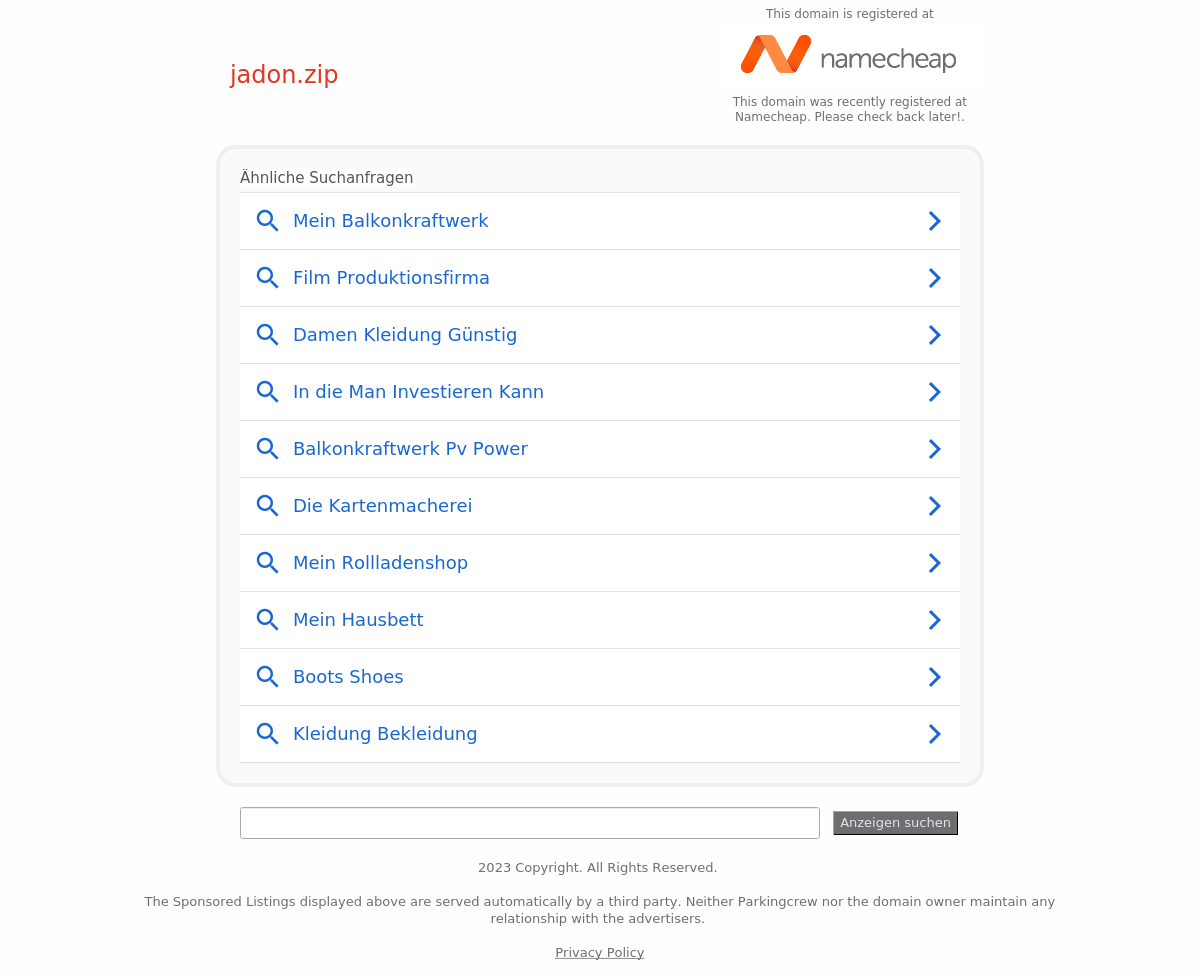 This domain is registered at
namecheap
jadon.zip
This domain was recently registered at
Namecheap. Please check back later!.
Ähnliche Suchanfragen
Mein Balkonkraftwerk
Film Produktionsfirma
Damen Kleidung Günstig
In die Man Investieren Kann
Balkonkraftwerk Pv Power
Die Kartenmacherei
Mein Rollladenshop
Mein Hausbett
Boots Shoes
Kleidung Bekleidung
Anzeigen suchen
2023 Copyright. All Rights Reserved.
The Sponsored Listings displayed above are served automatically by a third party. Neither Parkingcrew nor the domain owner maintain any
relationship with the advertisers.
Privacy Policy